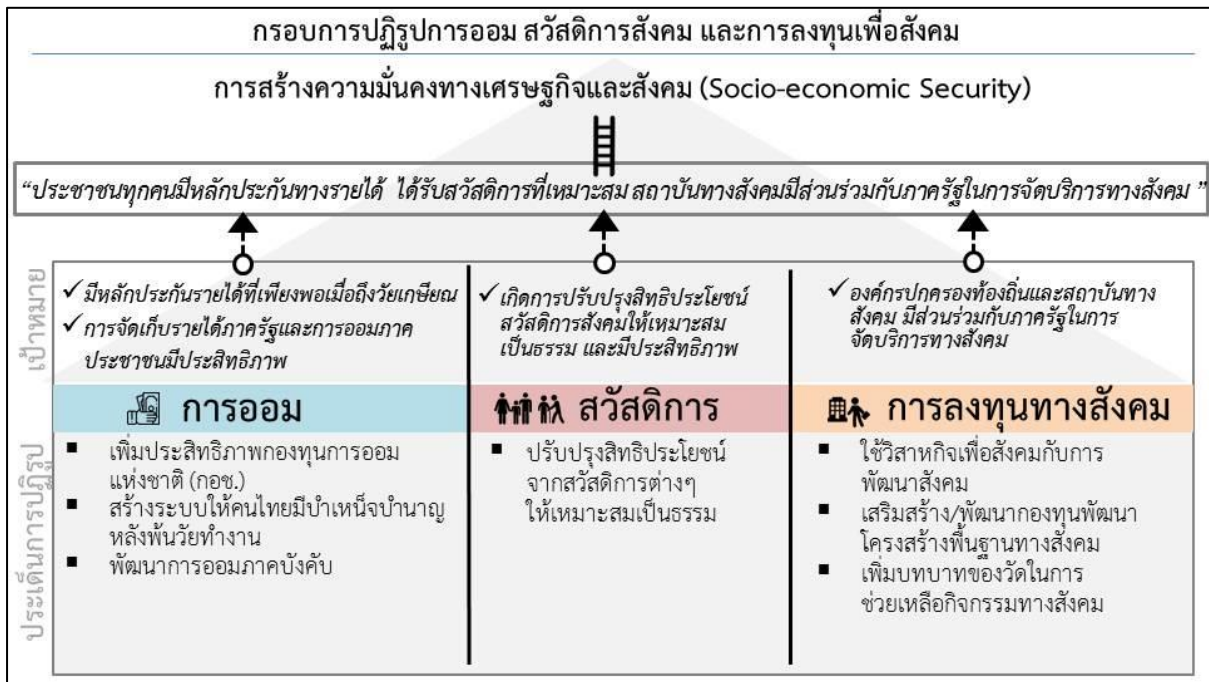 กรอบการปฏิรูปการออม สวัสดิการสังคม และการลงทุนเพื่อสังคม
การสร้างความมั่นคงทางเศรษฐกิจและสังคม (Socio-economic Security)
“ประชาชนทุกคนมีหลักประกันทางรายได้ ได้รับสวัสดิการที่เหมาะสม สถาบันทางสังคมมีส่วนร่วมกับภาครัฐในการจัดบริการทางสังคม ”
เป้าหมาย
✓ มีหลักประกันรายได้ที่เพียงพอเมื่อถึงวัยเกษียณ
✓ การจัดเก็บรายได้ภาครัฐและการออมภาค
ประชาชนมีประสิทธิภาพ
✓ เกิดการปรับปรุงสิทธิประโยชน์
สวัสดิการสังคมให้เหมาะสม
เป็นธรรม และมีประสิทธิภาพ
✓ องค์กรปกครองท้องถิ่นและสถาบันทาง
สังคม มีส่วนร่วมกับภาครัฐในการ
จัดบริการทางสังคม
ประเด็นการปฏิรูป
การออม
▪ เพิ่มประสิทธิภาพกองทุนการออม
แห่งชาติ (กอช.)
▪ สร้างระบบให้คนไทยมีบำเหน็จบำนาญ
หลังพ้นวัยทำงาน
▪ พัฒนาการออมภาคบังคับ
สวัสดิการ
▪ ปรับปรุงสิทธิประโยชน์
จากสวัสดิการต่างๆ
ให้เหมาะสมเป็นธรรม
การลงทุนทางสังคม
▪ ใช้วิสาหกิจเพื่อสังคมกับการ
พัฒนาสังคม
▪ เสริมสร้าง/พัฒนากองทุนพัฒนา
โครงสร้างพื้นฐานทางสังคม
▪ เพิ่มบทบาทของวัดในการ
ช่วยเหลือกิจกรรมทางสังคม